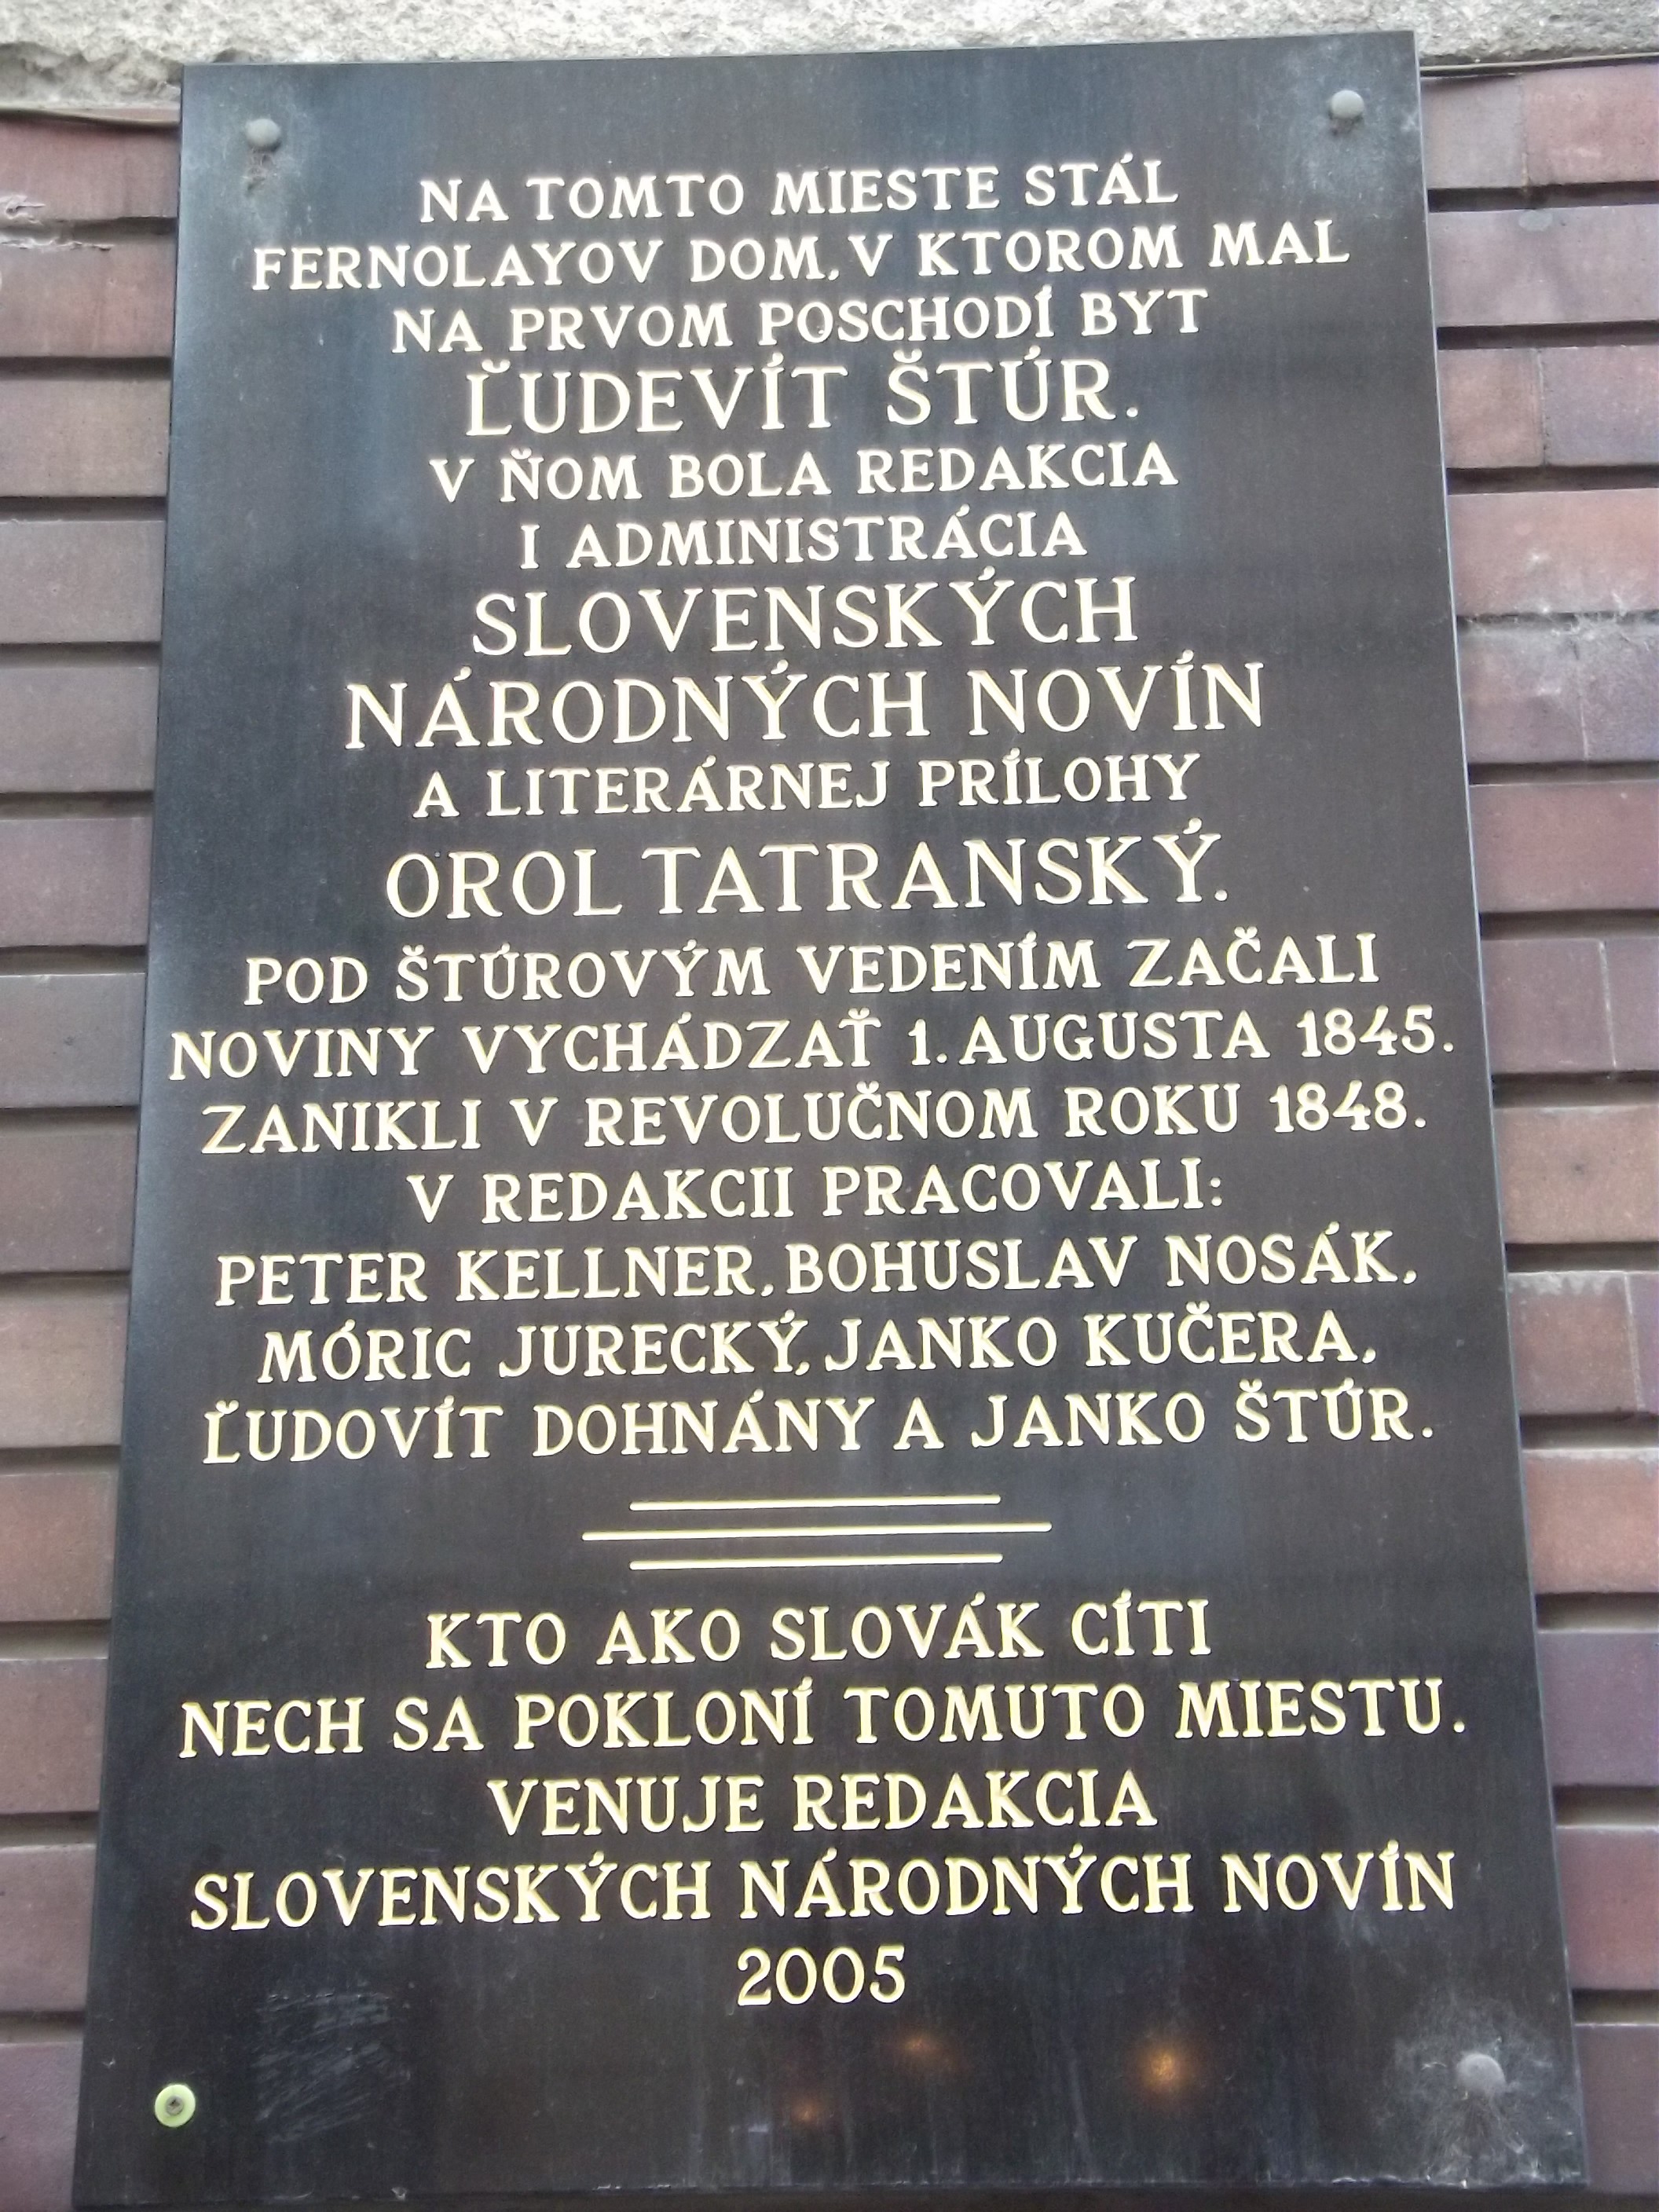 NA TOMTO MIESTE STÁL
FERNOLAYOV DOM, V KTOROM MAL
NA PRVOM POSCHODÍ BYT
ĽUDEVÍT ŠTÚR.
V ŇOM BOLA REDAKCIA
I ADMINISTRÁCIA
SLOVENSKÝCH
NÁRODNÝCH NOVÍN
A LITERÁRNEJ PRÍLOHY
OROL TATRANSKÝ.
POD ŠTÚROVÝM VEDENÍM ZAČALI
NOVINY VYCHÁDZAŤ 1. AUGUSTA 1845.
ZANIKLI V REVOLUČNOM ROKU 1848.
V REDAKCII PRACOVALI:
PETER KELLNER, BOHUSLAV NOSÁK,
MÓRIC JURECKÝ, JANKO KUČERA,
ĽUDOVÍT DOHNÁNY A JANKO ŠTÚR.
KTO AKO SLOVÁK CÍTI
NECH SA POKLONÍ TOMUTO MIESTU.
VENUJE REDAKCIA
SLOVENSKÝCH NÁRODNÝCH NOVÍN
2005